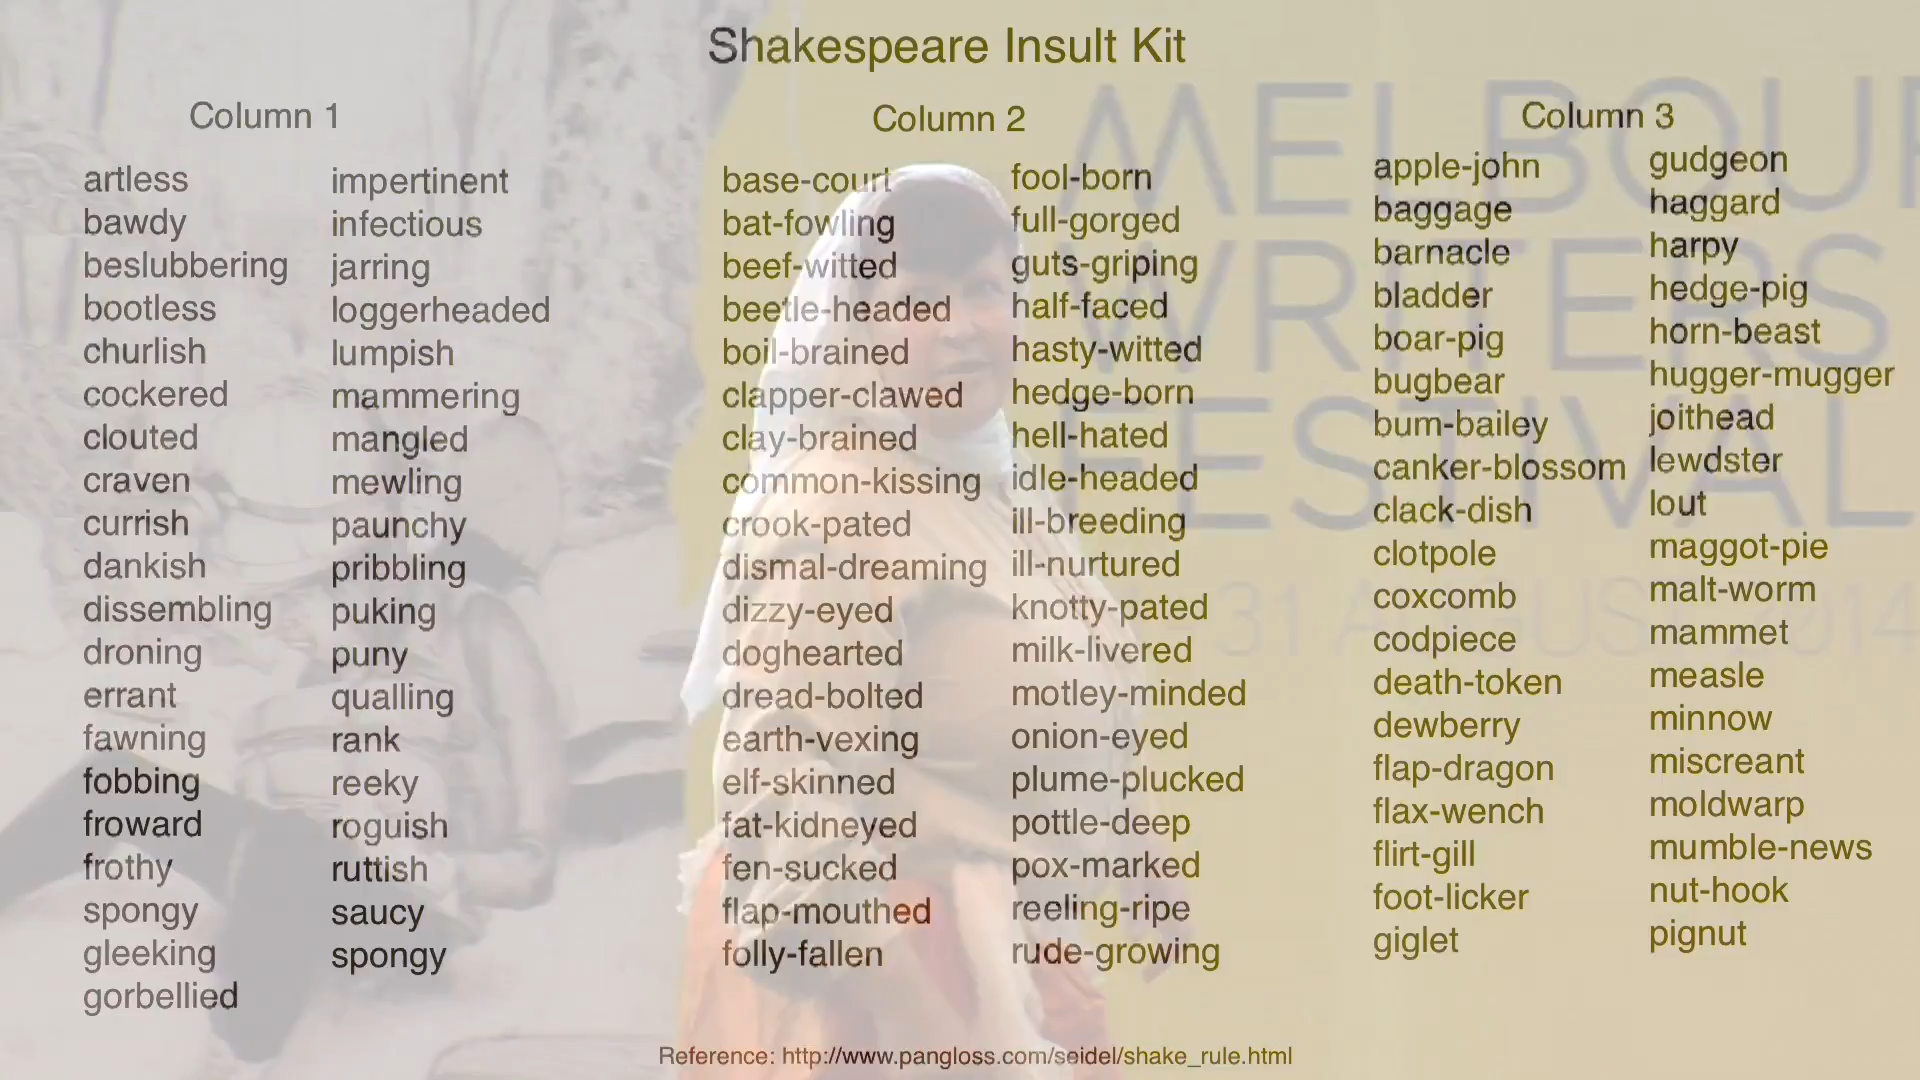 Shakespeare Insult Kit
Column 1
artless
bawdy
beslubbering
bootless
churlish
cockered
clouted
craven
currish
dankish
dissembling
droning
errant
fawning
fobbing
froward
frothy
spongy
gleeking
gorbellied
impertinent
infectious
jarring
loggerheaded
lumpish
mammering
mangled
mewling
paunchy
pribbling
puking
puny
qualling
rank
reeky
roguish
ruttish
saucy
spongy
Column 2
base-court
bat-fowling
beef-witted
beetle-headed
boil-brained
clapper-clawed
clay-brained
common-kissing
crook-pated
dismal-dreaming
dizzy-eyed
doghearted
dread-bolted
earth-vexing
elf-skinned
fat-kidneyed
fen-sucked
flap-mouthed
folly-fallen
fool-born
full-gorged
guts-griping
half-faced
hasty-witted
hedge-born
hell-hated
idle-headed
ill-breeding
ill-nurtured
knotty-pated
milk-livered
motley-minded
onion-eyed
plume-plucked
pottle-deep
pox-marked
reeling-ripe
rude-growing
Column 3
apple-john
baggage
barnacle
bladder
boar-pig
bugbear
bum-bailey
canker-blossom
clack-dish
clotpole
coxcomb
codpiece
death-token
dewberry
flap-dragon
flax-wench
flirt-gill
foot-licker
giglet
gudgeon
haggard
harpy
hedge-pig
horn-beast
hugger-mugger
joithead
lewdster
lout
maggot-pie
malt-worm
mammet
measle
minnow
miscreant
moldwarp
mumble-news
nut-hook
pignut
MELBOUR
WRITERS
FESTIVAL
31 AUGUST 2014
Reference: http://www.pangloss.com/seidel/shake_rule.html